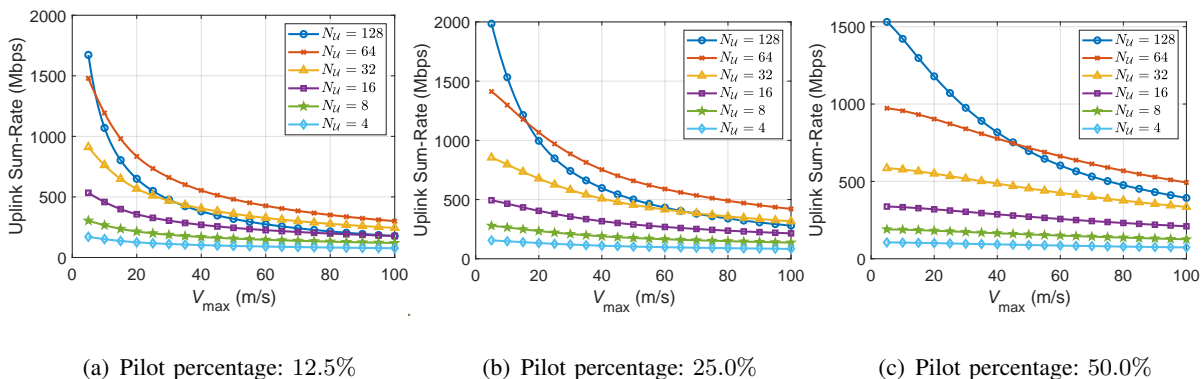 2000
1500
1000
500
0
Uplink Sum-Rate (Mbps)
N_U = 128
N_U = 64
N_U = 32
N_U = 16
N_U = 8
N_U = 4
0 20 40 60 80 100
V_max (m/s)
(a) Pilot percentage: 12.5%
2000
1500
1000
500
0
Uplink Sum-Rate (Mbps)
N_U = 128
N_U = 64
N_U = 32
N_U = 16
N_U = 8
N_U = 4
0 20 40 60 80 100
V_max (m/s)
(b) Pilot percentage: 25.0%
1500
1000
500
0
Uplink Sum-Rate (Mbps)
N_U = 128
N_U = 64
N_U = 32
N_U = 16
N_U = 8
N_U = 4
0 20 40 60 80 100
V_max (m/s)
(c) Pilot percentage: 50.0%